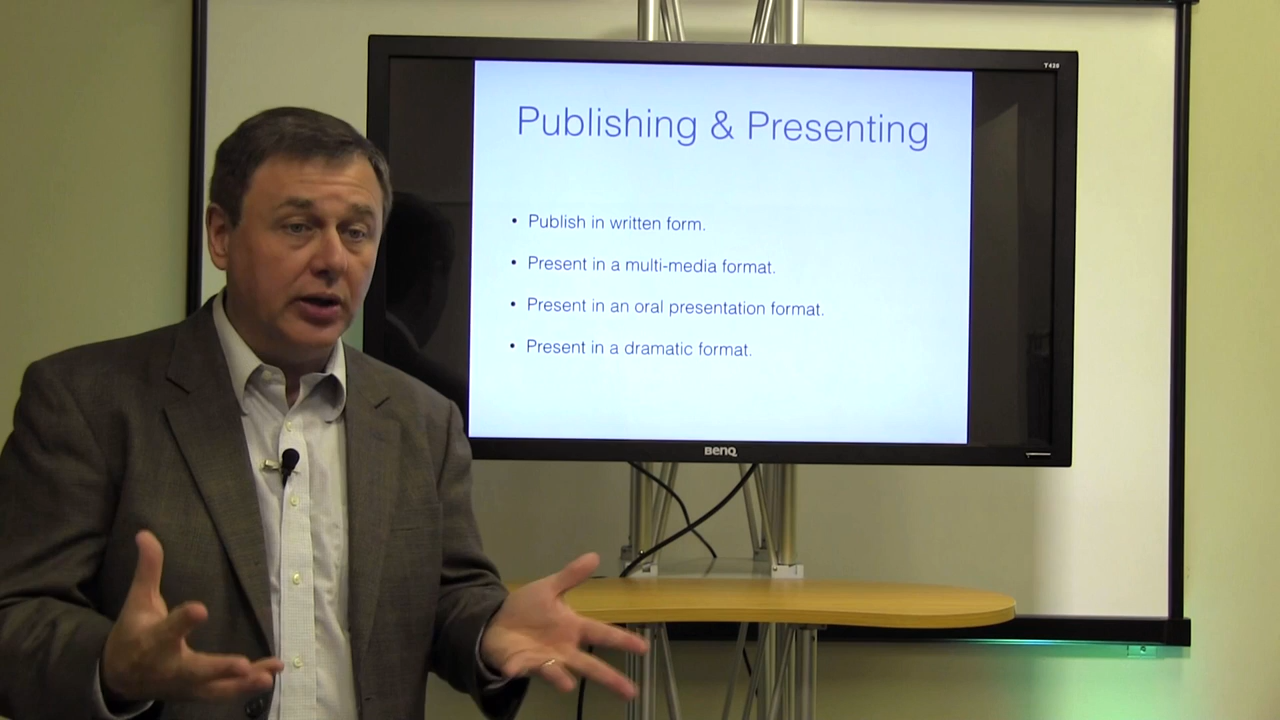 T420
Publishing & Presenting
• Publish in written form.
• Present in a multi-media format.
• Present in an oral presentation format.
• Present in a dramatic format.
BenQ